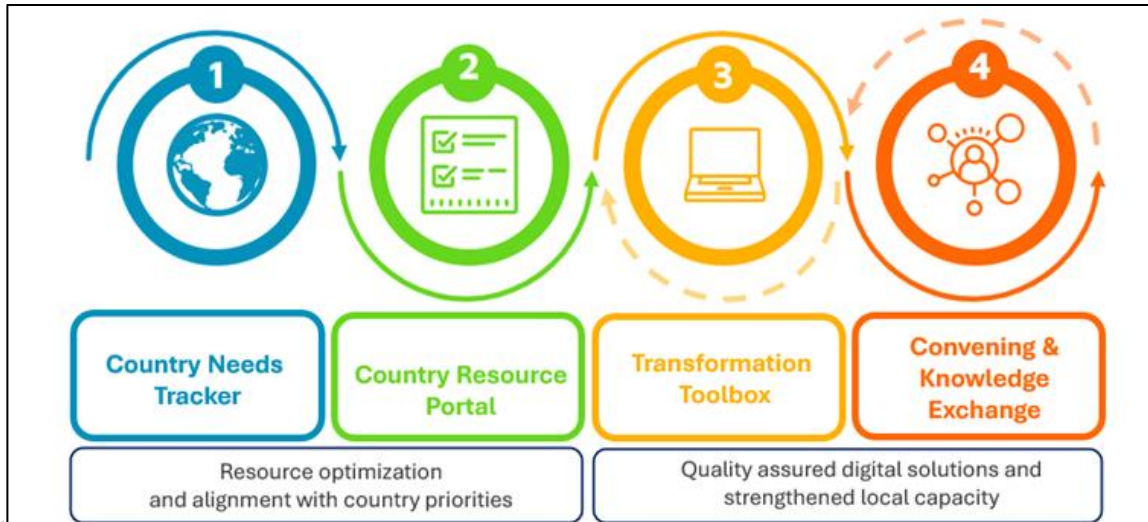 1
2
3
4
Country Needs
Tracker
Country Resource
Portal
Transformation
Toolbox
Convening &
Knowledge
Exchange
Resource optimization
and alignment with country priorities
Quality assured digital solutions and
strengthened local capacity